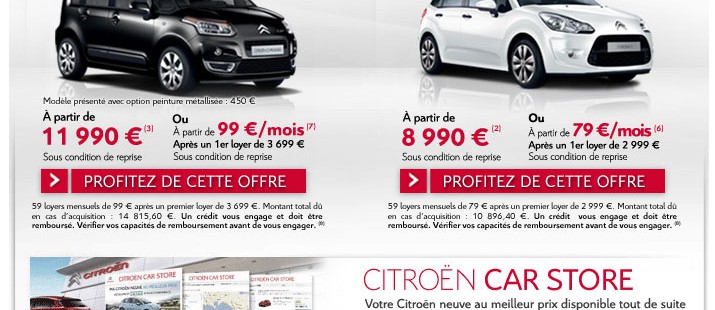 Modèle présenté avec option peinture métallisée : 450 €
À partir de
11 990 € (3)
Sous condition de reprise
Ou
À partir de 99 €/mois (7)
Après un 1er loyer de 3 699 €
Sous condition de reprise
PROFITEZ DE CETTE OFFRE
59 loyers mensuels de 99 € après un premier loyer de 3 699 €. Montant total dû
en cas d'acquisition : 14 815,60 €. Un crédit vous engage et doit être
remboursé. Vérifier vos capacités de remboursement avant de vous engager. (8)
À partir de
8 990 € (2)
Sous condition de reprise
Ou
À partir de 79 €/mois (6)
Après un 1er loyer de 2 999 €
Sous condition de reprise
PROFITEZ DE CETTE OFFRE
59 loyers mensuels de 79 € après un premier loyer de 2 999 €. Montant total dû
en cas d'acquisition : 10 896,40 €. Un crédit vous engage et doit être
remboursé. Vérifier vos capacités de remboursement avant de vous engager. (8)
CITROËN
CITROËN CAR STORE
CITROËN CAR STORE
Votre Citroën neuve au meilleur prix disponible tout de suite